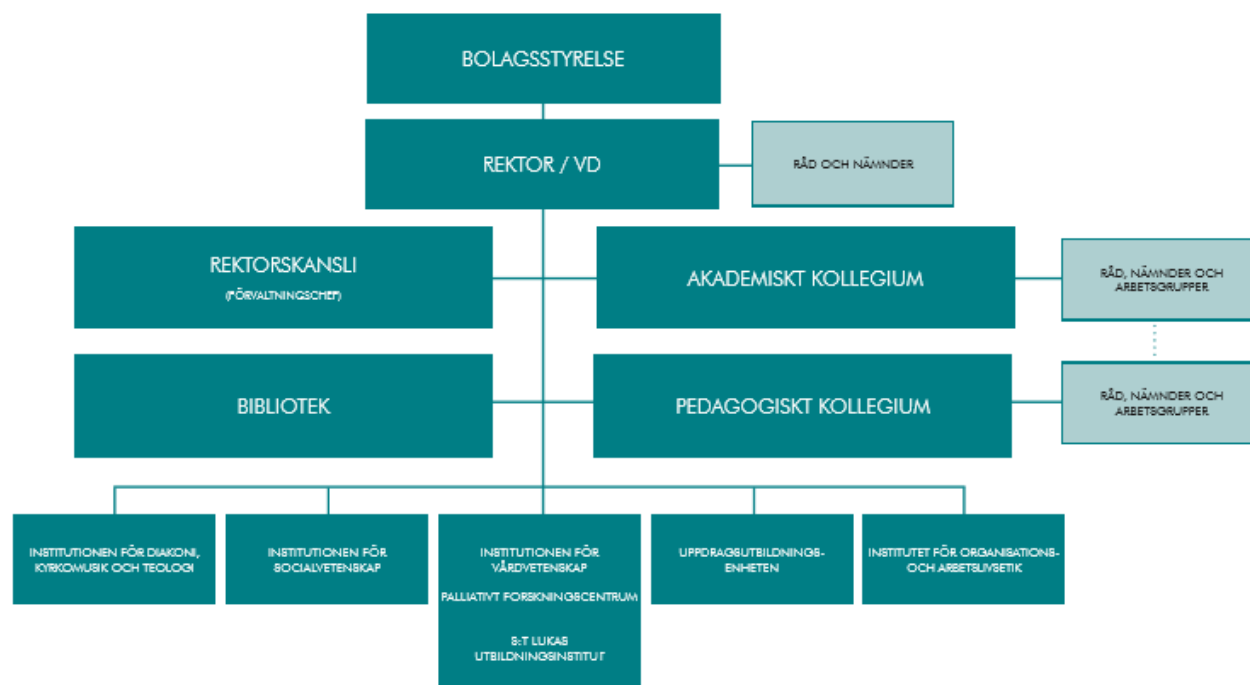 BOLAGSSTYRELSE
REKTOR / VD
RÅD OCH NÄMNDER
REKTORSKANSLI
(FÖRVALTNINGSCHEF)
AKADEMISKT KOLLEGIUM
RÅD, NÄMNDER OCH
ARBETSGRUPPER
BIBLIOTEK
PEDAGOGISKT KOLLEGIUM
RÅD, NÄMNDER OCH
ARBETSGRUPPER
INSTITUTIONEN FÖR DIAKONI,
KYRKOMUSIK OCH TEOLOGI
INSTITUTIONEN FÖR
SOCIALVETENSKAP
INSTITUTIONEN FÖR
VÅRDVETENSKAP
PALLIATIVT FORSKNINGSCENTRUM
S:T LUKAS
UTBILDNINGSINSTITUT
UPPDRAGSUTBILDNINGS-
ENHETEN
INSTITUTET FÖR ORGANISATIONS-
OCH ARBETSLIVSETIK